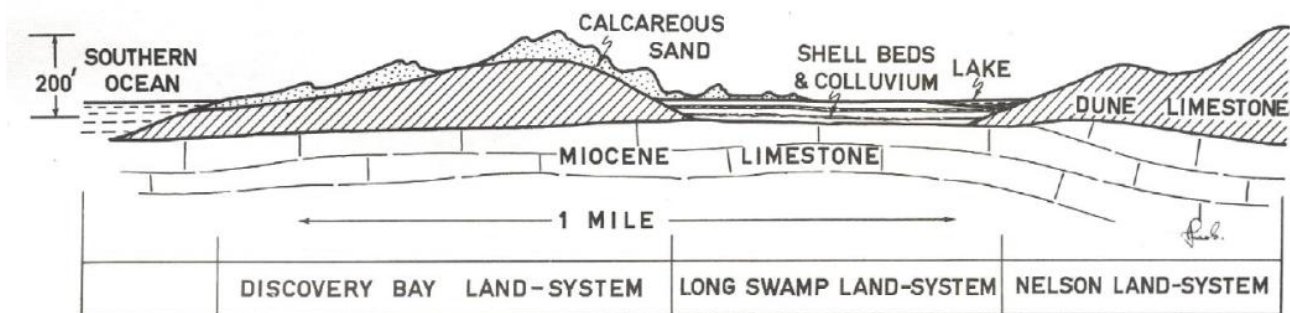 SOUTHERN
OCEAN
200'
CALCAREOUS
SAND
SHELL BEDS
& COLLUVIUM
LAKE
DUNE LIMESTONE
MIOCENE LIMESTONE
1 MILE
DISCOVERY BAY LAND-SYSTEM
LONG SWAMP LAND-SYSTEM
NELSON LAND-SYSTEM